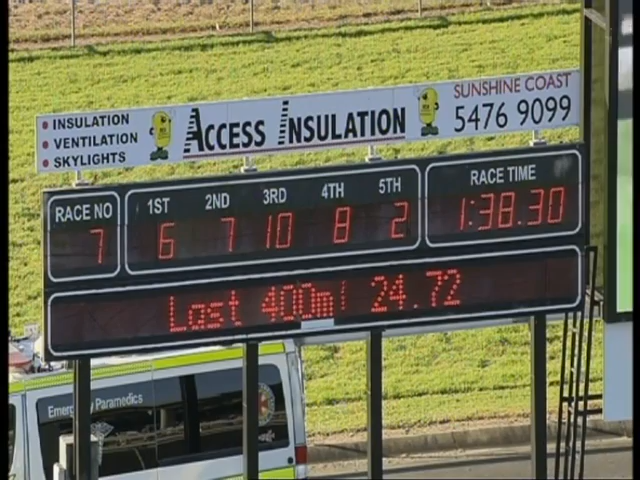 INSULATION
VENTILATION
SKYLIGHTS
ACCESS INSULATION
SUNSHINE COAST
5476 9099
RACE NO 1ST 2ND 3RD 4TH 5TH RACE TIME
7 6 7 10 8 2 1:38.30
Last 400m! 24.72
Emergency Paramedics